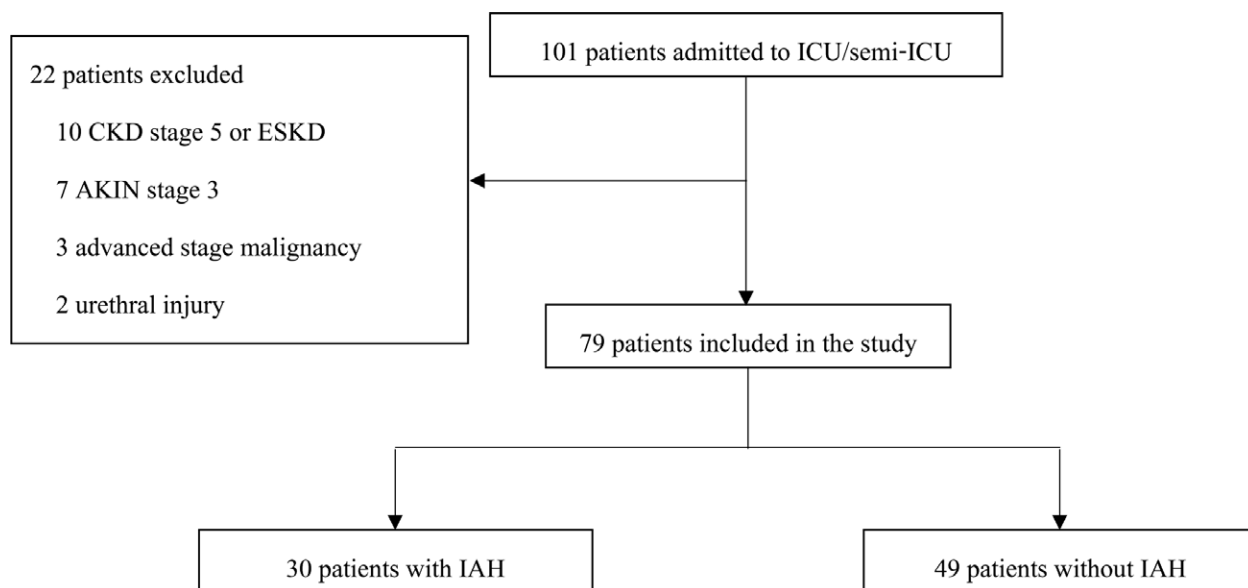 101 patients admitted to ICU/semi-ICU
22 patients excluded
10 CKD stage 5 or ESKD
7 AKIN stage 3
3 advanced stage malignancy
2 urethral injury
79 patients included in the study
30 patients with IAH
49 patients without IAH